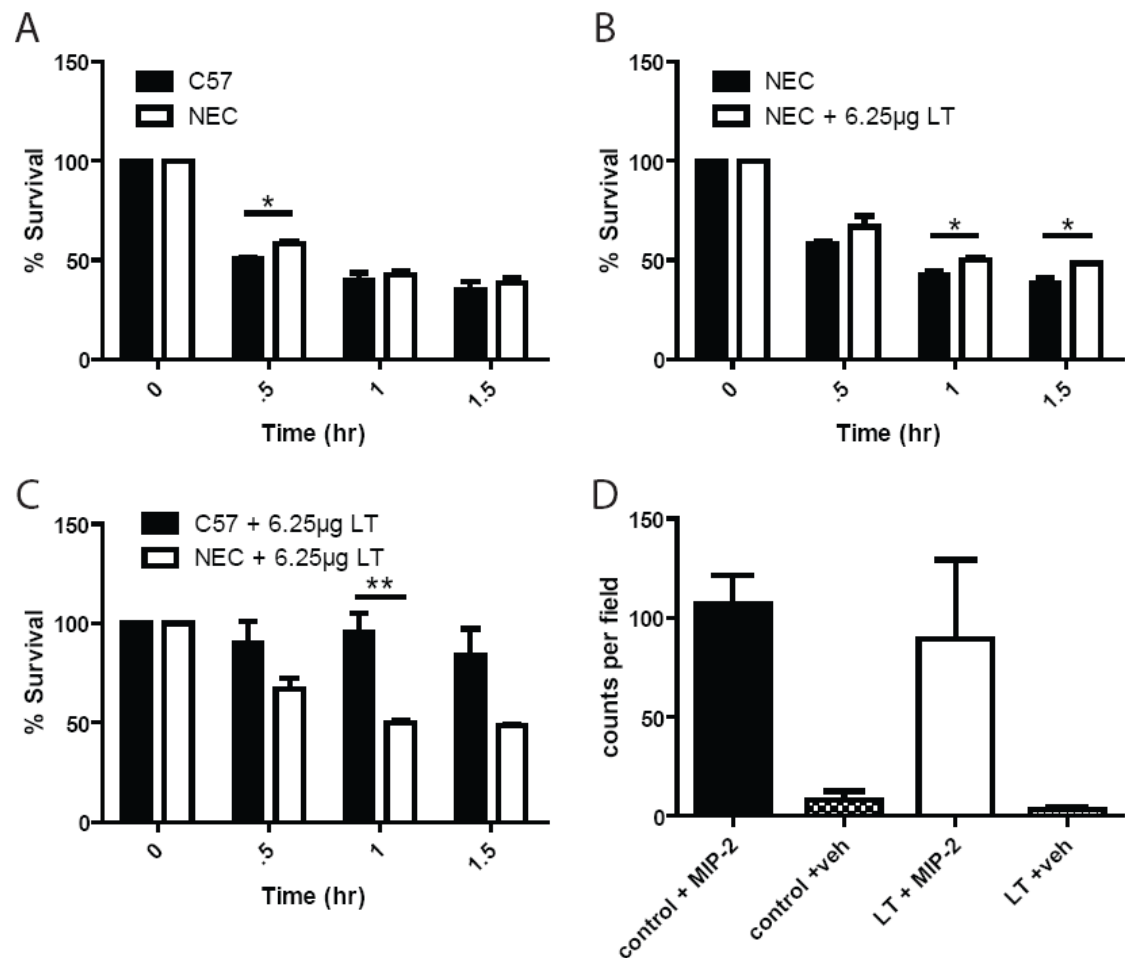 A
150
100
50
0
% Survival
C57
NEC
*
0
.5
1
1.5
Time (hr)
B
150
100
50
0
% Survival
NEC
NEC + 6.25µg LT
*
*
0
.5
1
1.5
Time (hr)
C
150
100
50
0
% Survival
C57 + 6.25µg LT
NEC + 6.25µg LT
**
0
.5
1
1.5
Time (hr)
D
150
100
50
0
counts per field
control + MIP-2
control +veh
LT + MIP-2
LT +veh